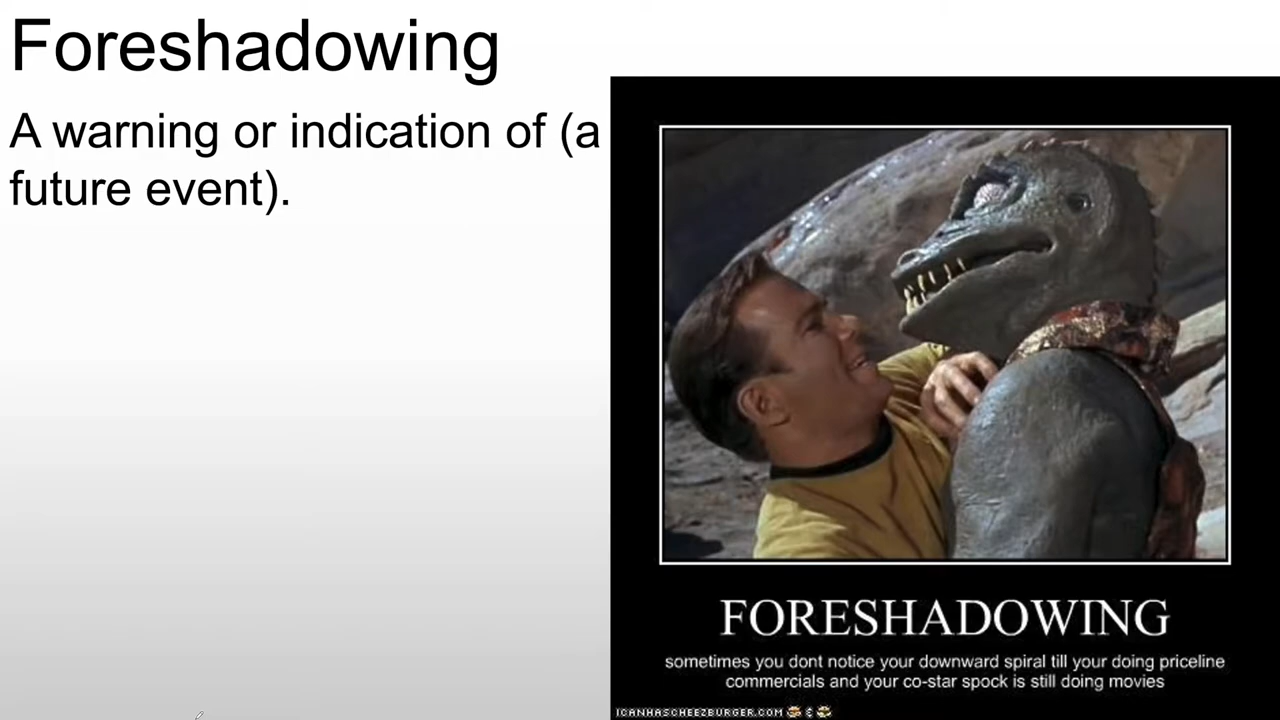 Foreshadowing
A warning or indication of (a
future event).
FORESHADOWING
sometimes you dont notice your downward spiral till your doing priceline
commercials and your co-star spock is still doing movies
ICANHASCHEEZBURGER.COM